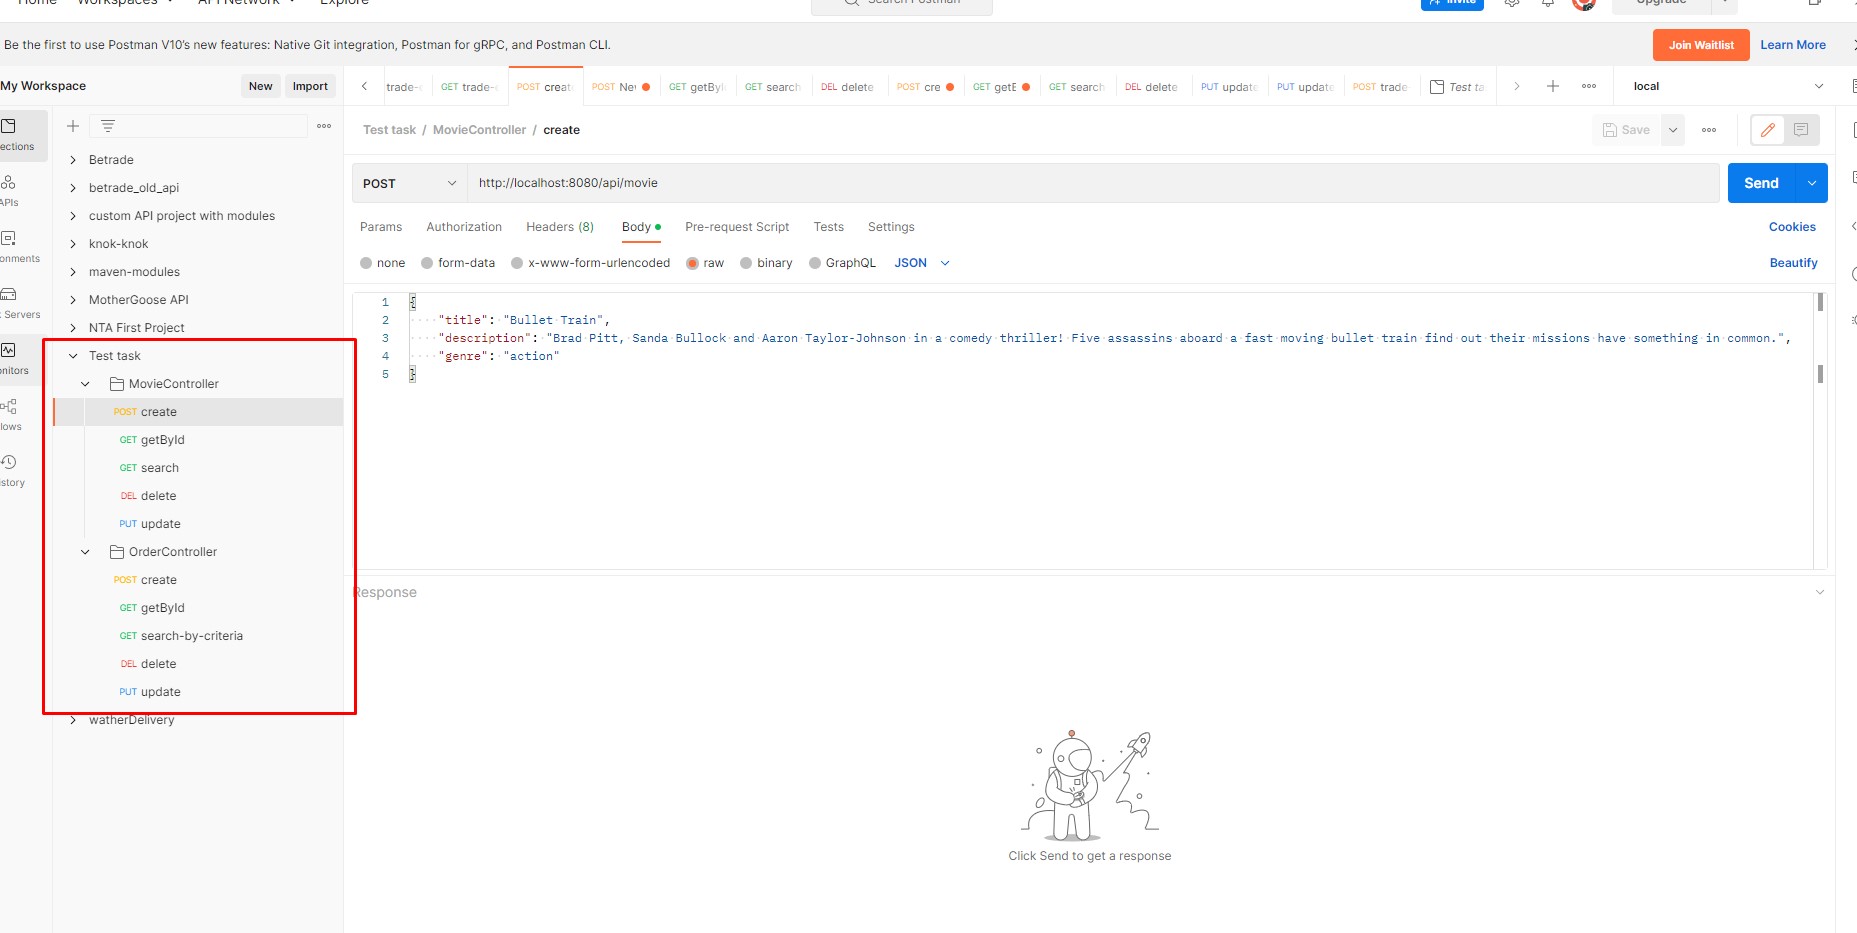 Home Workspaces API Network Explore Search Postman Invite Upgrade
Be the first to use Postman V10's new features: Native Git integration, Postman for gRPC, and Postman CLI. Join Waitlist Learn More
My Workspace New Import
trade- GET trade- POST create POST Ne GET getByI GET search DEL delete POST cre GET getE GET search DEL delete PUT update PUT update POST trade- Test ta local
ections
APIs
onments
Servers
onitors
lows
istory
Betrade
betrade_old_api
custom API project with modules
knok-knok
maven-modules
MotherGoose API
NTA First Project
Test task
MovieController
POST create
GET getById
GET search
DEL delete
PUT update
OrderController
POST create
GET getById
GET search-by-criteria
DEL delete
PUT update
watherDelivery
Test task / MovieController / create Save
POST http://localhost:8080/api/movie Send
Params Authorization Headers (8) Body Pre-request Script Tests Settings Cookies
none form-data x-www-form-urlencoded raw binary GraphQL JSON Beautify
1 {
2 "title": "Bullet Train",
3 "description": "Brad Pitt, Sanda Bullock and Aaron Taylor-Johnson in a comedy thriller! Five assassins aboard a fast moving bullet train find out their missions have something in common.",
4 "genre": "action"
5 }
Response
Click Send to get a response